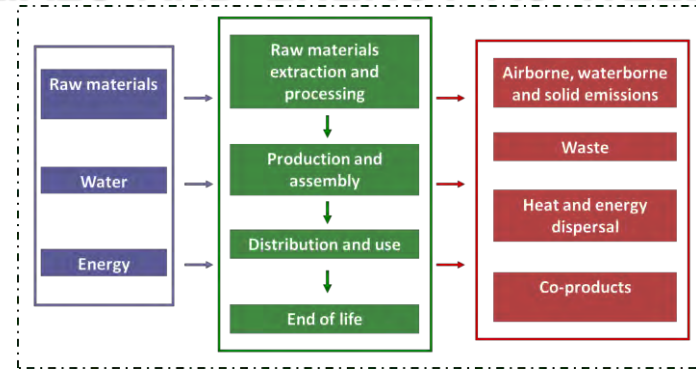 Raw materials
Water
Energy
Raw materials
extraction and
processing
Production and
assembly
Distribution and use
End of life
Airborne, waterborne
and solid emissions
Waste
Heat and energy
dispersal
Co-products